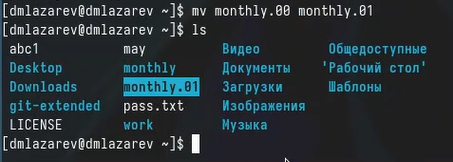 [dmlazarev@dmlazarev ~]$ mv monthly.00 monthly.01
[dmlazarev@dmlazarev ~]$ ls
abc1 may Видео Общедоступные
Desktop monthly Документы 'Рабочий стол'
Downloads monthly.01 Загрузки Шаблоны
git-extended pass.txt Изображения
LICENSE work Музыка
[dmlazarev@dmlazarev ~]$